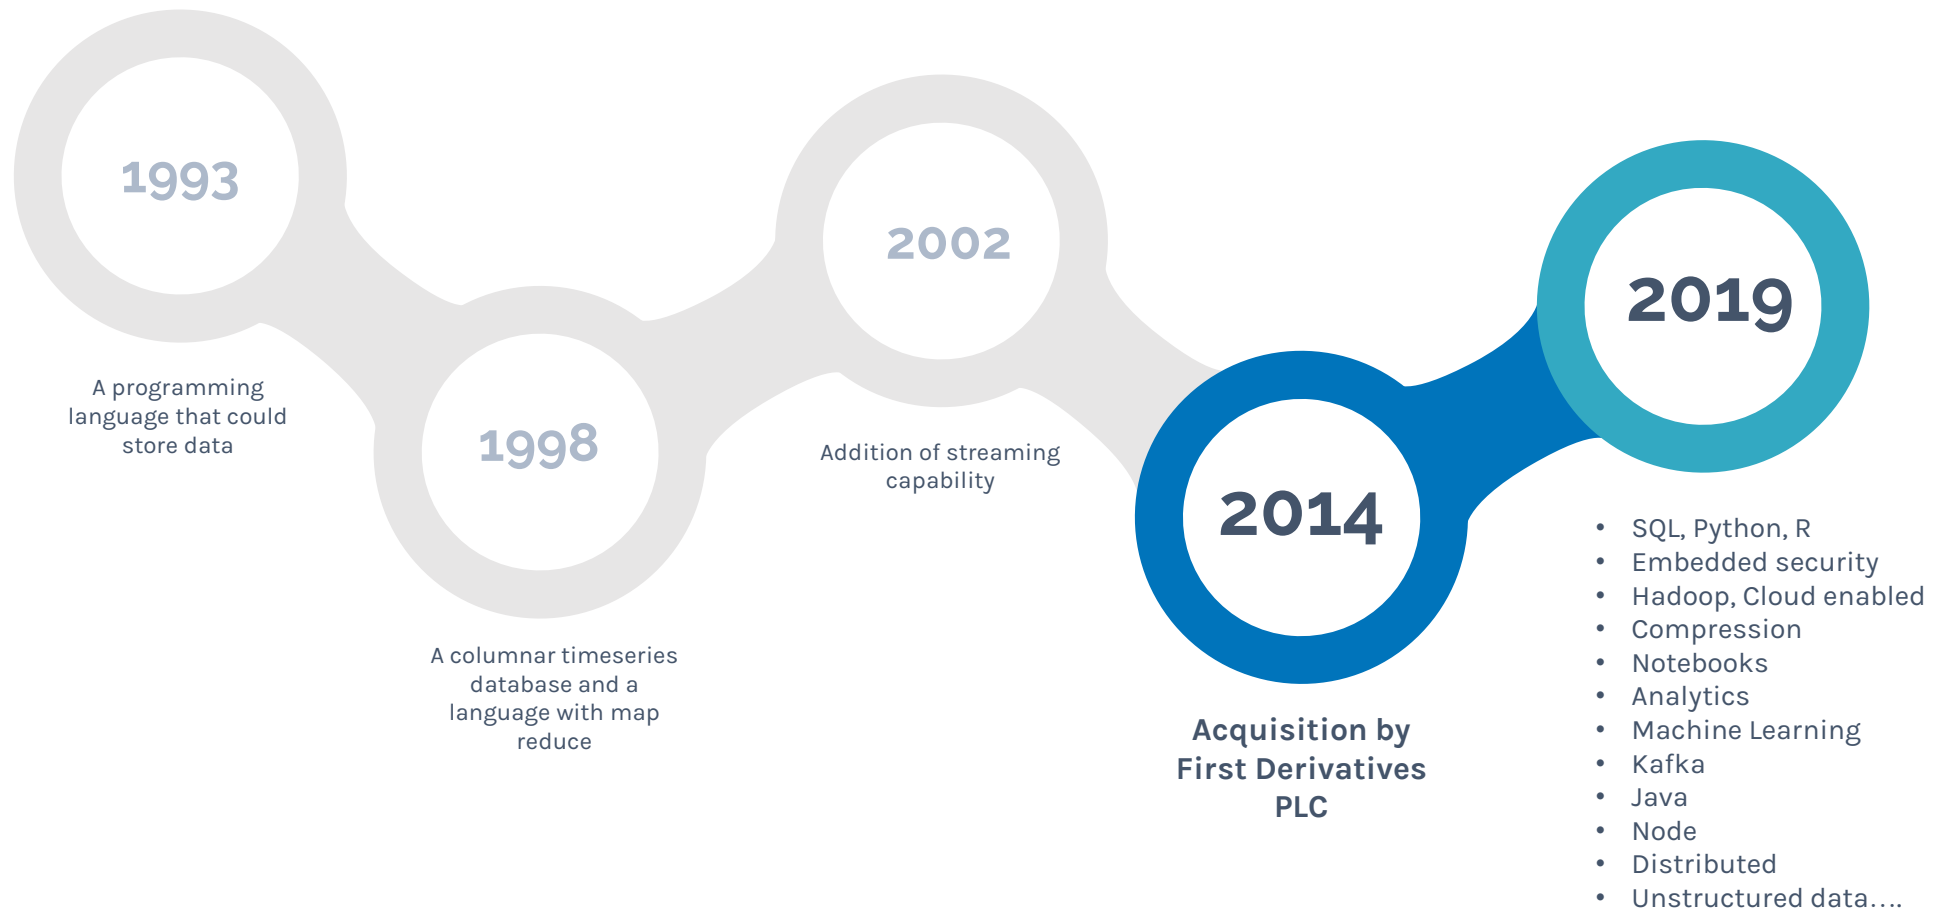 1993
A programming
language that could
store data
1998
A columnar timeseries
database and a
language with map
reduce
2002
Addition of streaming
capability
2014
Acquisition by
First Derivatives
PLC
2019
• SQL, Python, R
• Embedded security
• Hadoop, Cloud enabled
• Compression
• Notebooks
• Analytics
• Machine Learning
• Kafka
• Java
• Node
• Distributed
• Unstructured data....